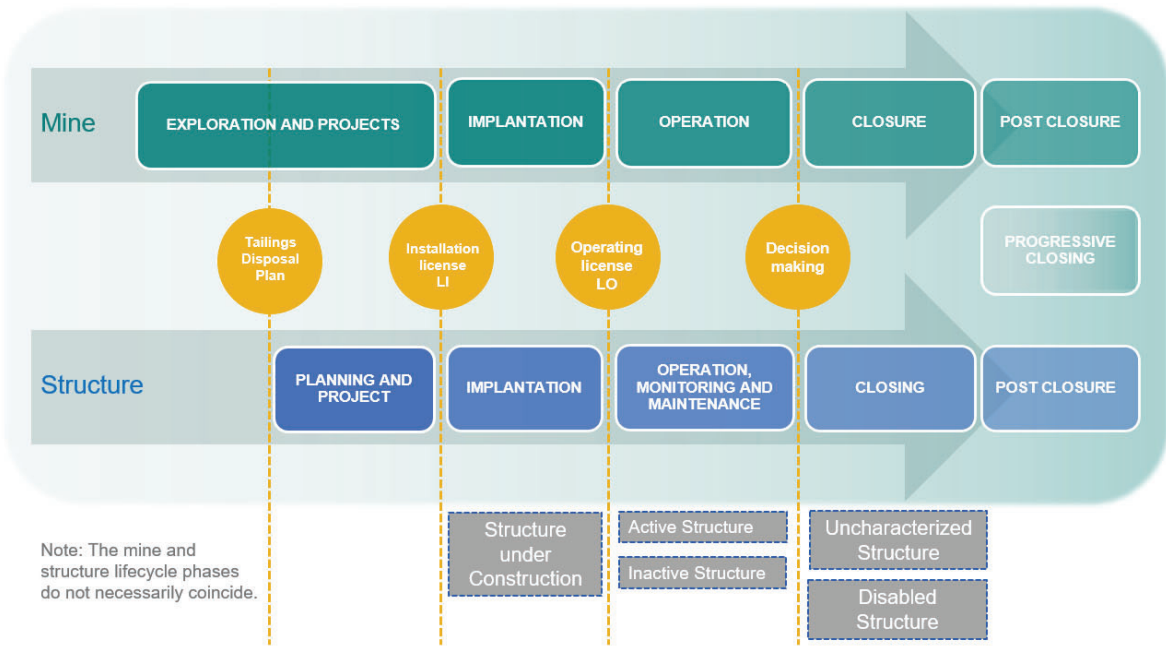 Mine
EXPLORATION AND PROJECTS
IMPLANTATION
OPERATION
CLOSURE
POST CLOSURE
Tailings
Disposal
Plan
Installation
license
LI
Operating
license
LO
Decision
making
PROGRESSIVE
CLOSING
Structure
PLANNING AND
PROJECT
IMPLANTATION
OPERATION,
MONITORING AND
MAINTENANCE
CLOSING
POST CLOSURE
Note: The mine and
structure lifecycle phases
do not necessarily coincide.
Structure
under
Construction
Active Structure
Inactive Structure
Uncharacterized
Structure
Disabled
Structure